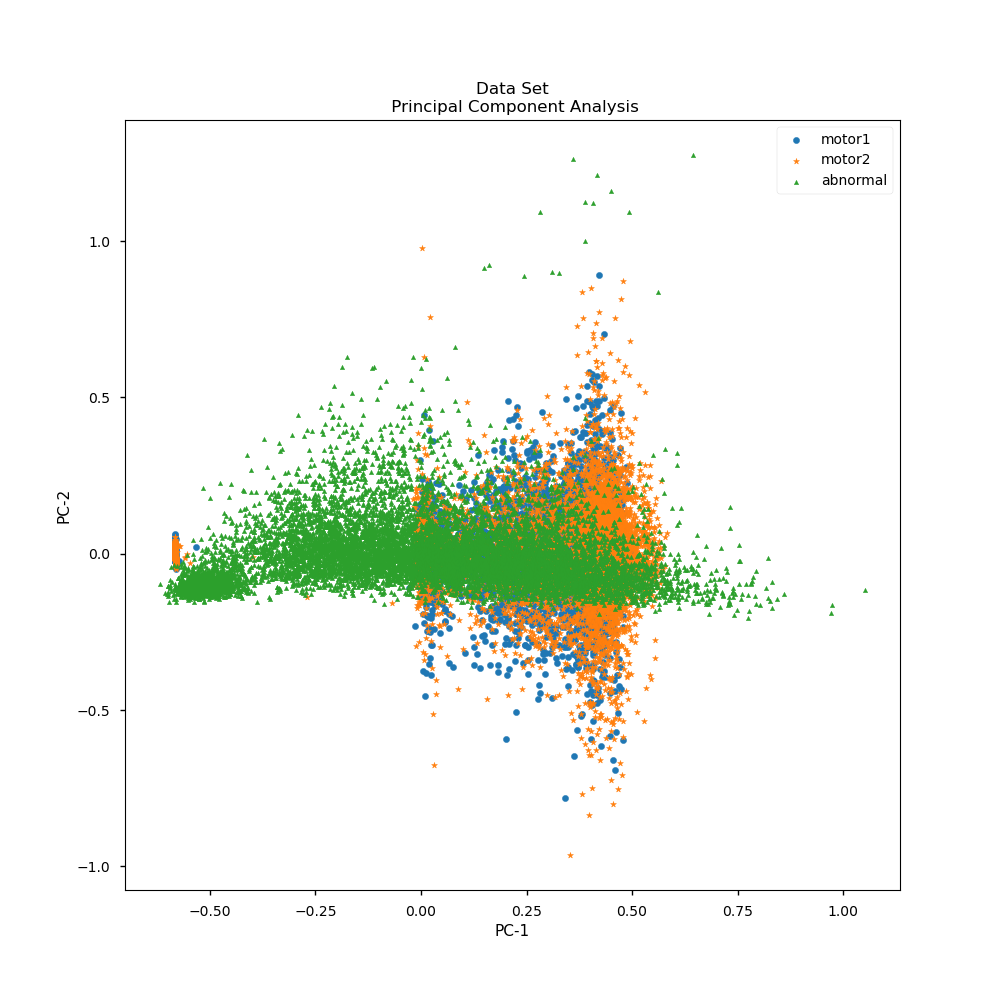 Data Set
Principal Component Analysis
motor1
motor2
abnormal
PC-2
1.0
0.5
0.0
−0.5
−1.0
−0.50
−0.25
0.00
0.25
0.50
0.75
1.00
PC-1